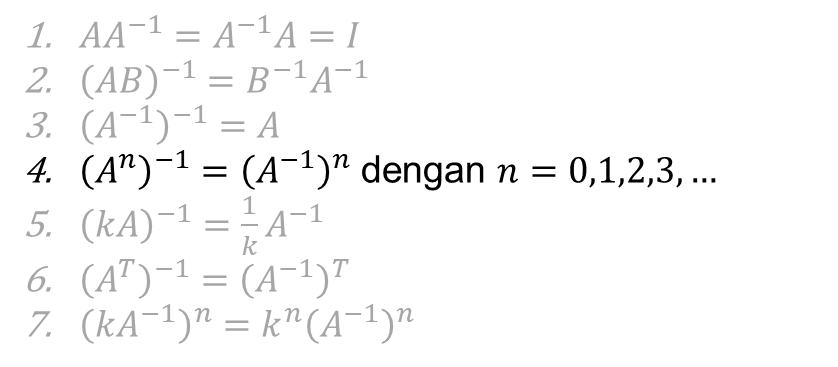 1. AA⁻¹ = A⁻¹A = I
2. (AB)⁻¹ = B⁻¹A⁻¹
3. (A⁻¹)⁻¹ = A
4. (Aⁿ)⁻¹ = (A⁻¹)ⁿ dengan n = 0,1,2,3, ...
5. (kA)⁻¹ = 1/k A⁻¹
6. (Aᵀ)⁻¹ = (A⁻¹)ᵀ
7. (kA⁻¹)ⁿ = kⁿ(A⁻¹)ⁿ